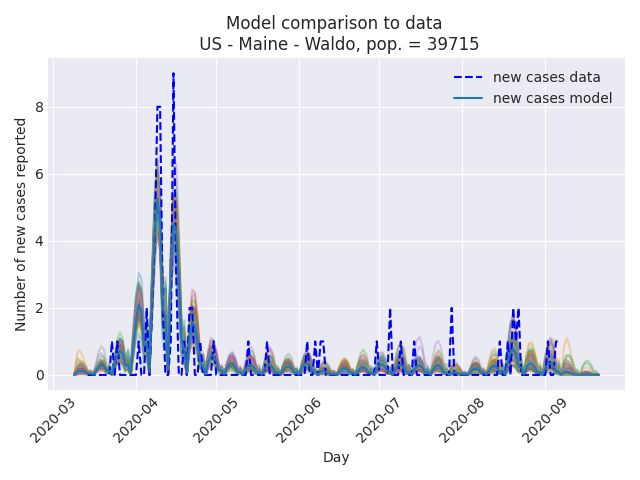 Model comparison to data
US - Maine - Waldo, pop. = 39715
new cases data
new cases model
Number of new cases reported
8
6
4
2
0
2020-03
2020-04
2020-05
2020-06
2020-07
2020-08
2020-09
Day